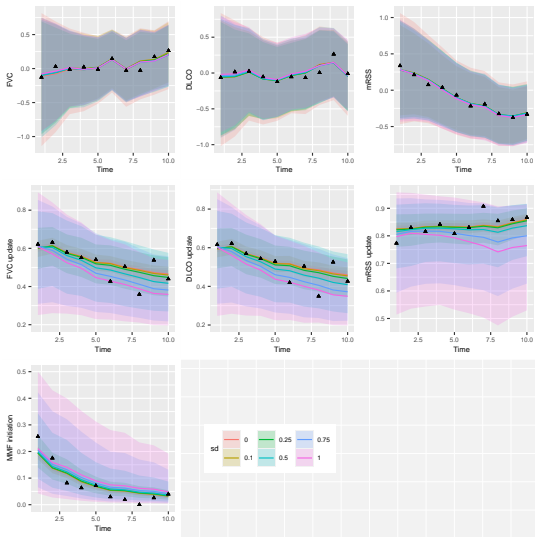 FVC
0.5
0.0
−0.5
−1.0
2.5 5.0 7.5 10.0
Time
DLCO
0.5
0.0
−0.5
−1.0
2.5 5.0 7.5 10.0
Time
mRSS
1.0
0.5
0.0
−0.5
2.5 5.0 7.5 10.0
Time
FVC update
0.8
0.6
0.4
0.2
2.5 5.0 7.5 10.0
Time
DLCO update
0.8
0.6
0.4
0.2
2.5 5.0 7.5 10.0
Time
mRSS update
0.9
0.8
0.7
0.6
0.5
2.5 5.0 7.5 10.0
Time
MMF initiation
0.5
0.4
0.3
0.2
0.1
0.0
2.5 5.0 7.5 10.0
Time
sd
0 0.25 0.75
0.1 0.5 1